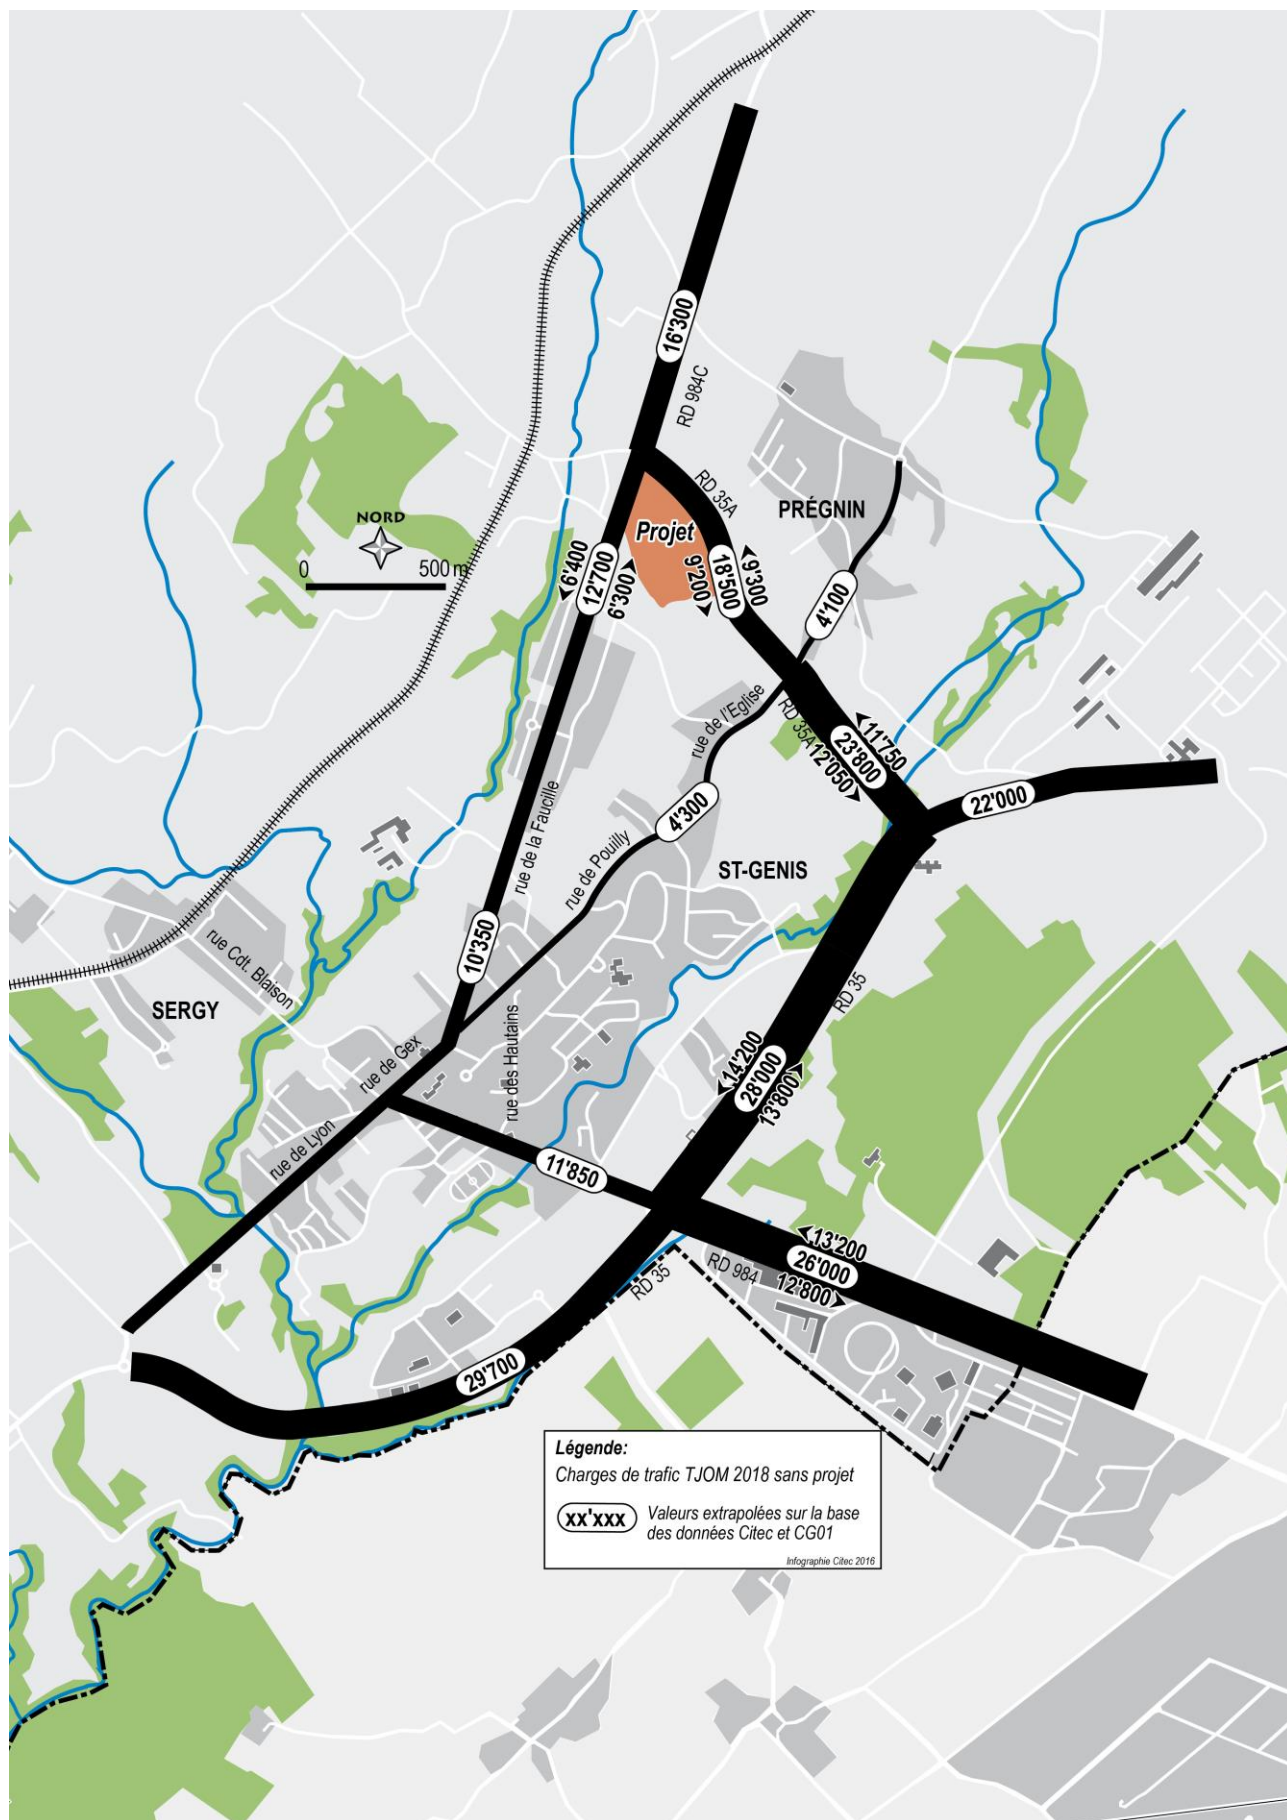 16'300
RD 984C
RD 35A
PRÉGNIN
NORD
0
500 m
Projet
6'400
12'700
6'300
9'200
18'500
9'300
4'100
rue de l'Eglise
RD 35A
11'750
23'800
12'050
22'000
rue de la Faucille
4'300
rue de Pouilly
ST-GENIS
10'350
rue Cdt. Blaison
SERGY
rue de Gex
rue des Hautains
RD 35
14'200
28'000
13'800
rue de Lyon
11'850
13'200
26'000
12'800
RD 984
RD 35
29'700
Légende:
Charges de trafic TJOM 2018 sans projet
xx'xxx
Valeurs extrapolées sur la base
des données Citec et CG01
Infographie Citec 2016